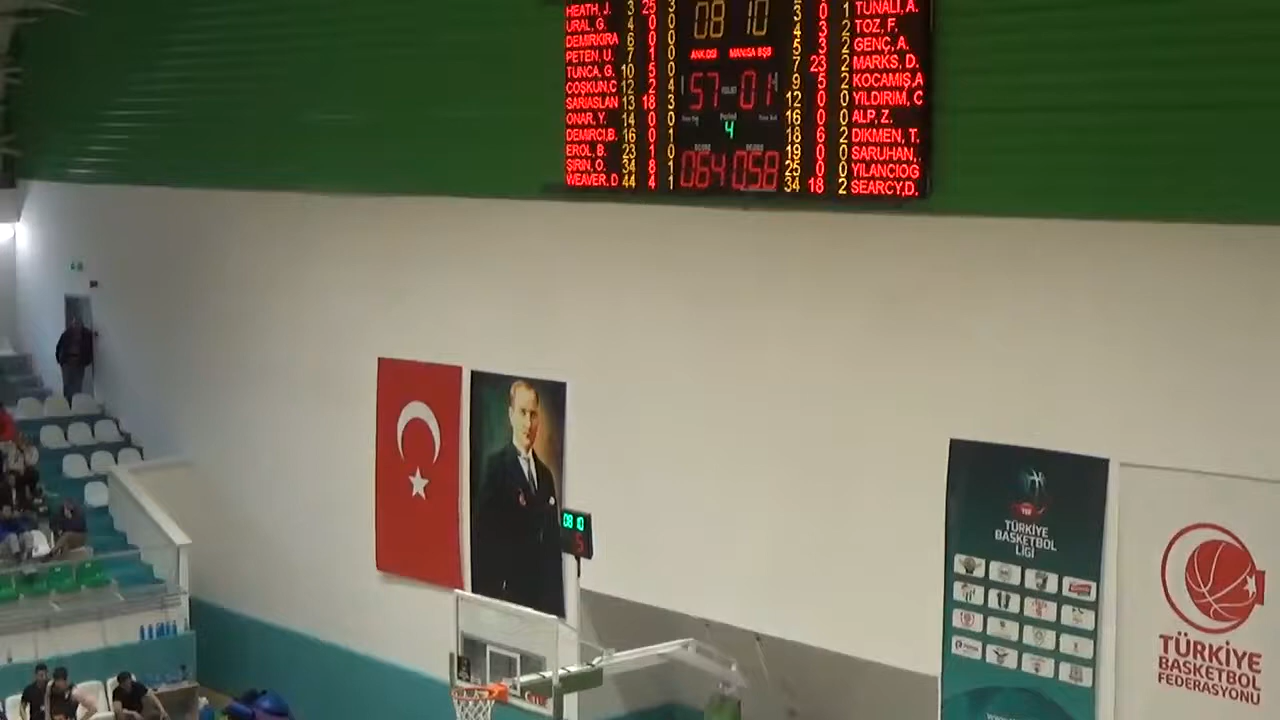 HEATH, J. 3 25 3
URAL, G. 4 0 0
DEMIRKIRA 6 0 0
PETEN, U. 7 1 0
TUNCA, G. 10 5 0
COŞKUN,C 12 2 4
SARIASLAN 13 18 3
ONAR, Y. 14 0 0
DEMIRCI,B. 16 0 1
EROL, B. 23 1 0
ŞIRIN, O. 34 8 1
WEAVER, D 44 4 1
08 10
ANK.DSİ MANİSA BŞB
57 01
Period
4
064 058
3 0 1 TUNALI, A.
4 3 2 TOZ, F,
5 3 2 GENÇ, A.
7 23 2 MARKS, D.
9 5 2 KOCAMIŞ,A
12 0 0 YILDIRIM, C
16 0 0 ALP, Z.
18 6 2 DIKMEN, T.
19 0 0 SARUHAN,
25 0 0 YILANCIOG
34 18 2 SEARCY,D.
08 10
5
TÜRKİYE
BASKETBOL
LİGİ
TÜRKİYE
BASKETBOL
FEDERASYONU